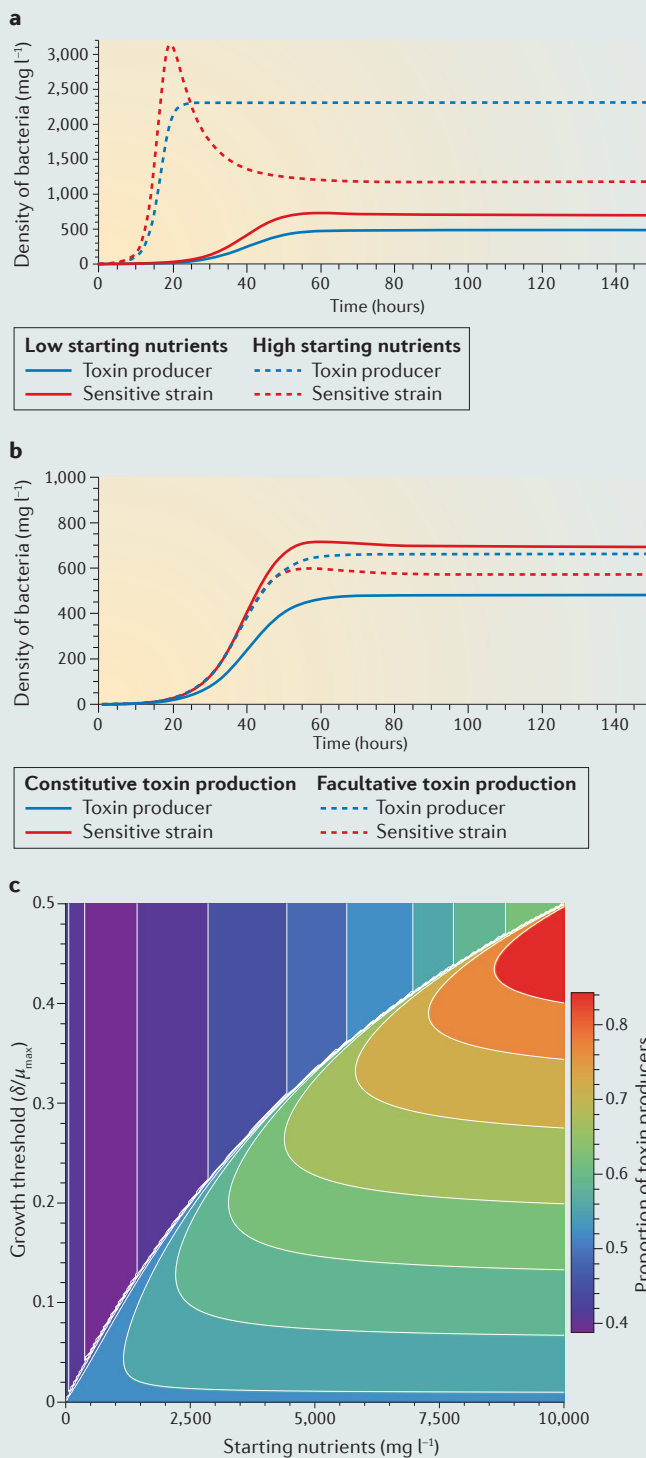 a
Density of bacteria (mg l⁻¹)
3,000
2,500
2,000
1,500
1,000
500
0
0 20 40 60 80 100 120 140
Time (hours)
Low starting nutrients High starting nutrients
Toxin producer Toxin producer
Sensitive strain Sensitive strain
b
Density of bacteria (mg l⁻¹)
1,000
800
600
400
200
0
0 20 40 60 80 100 120 140
Time (hours)
Constitutive toxin production Facultative toxin production
Toxin producer Toxin producer
Sensitive strain Sensitive strain
c
Growth threshold (δ/μmax)
0.5
0.4
0.3
0.2
0.1
0
0 2,500 5,000 7,500 10,000
Starting nutrients (mg l⁻¹)
0.8
0.7
0.6
0.5
0.4
Proportion of toxin producers